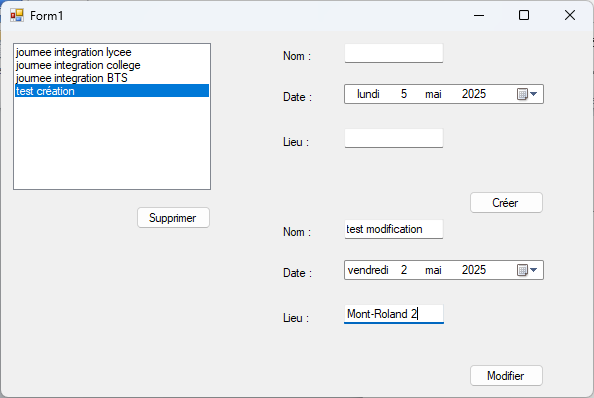 Form1
journee integration lycee
journee integration college
journee integration BTS
test création
Supprimer
Nom :
Date : lundi 5 mai 2025
Lieu :
Créer
Nom : test modification
Date : vendredi 2 mai 2025
Lieu : Mont-Roland 2
Modifier